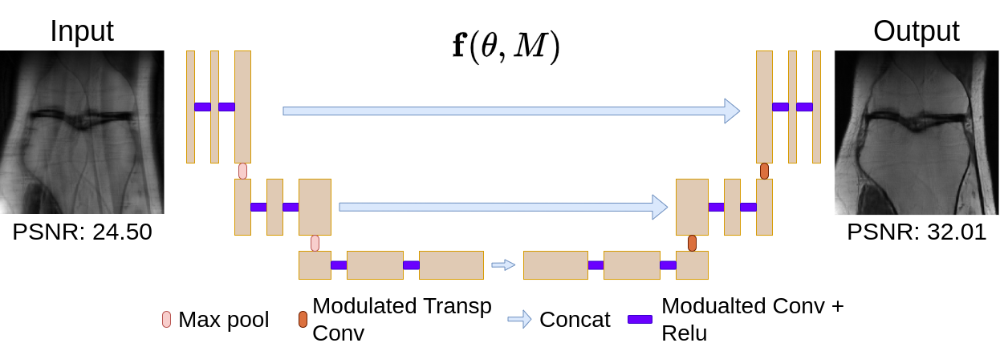 Input
f(θ, M)
Output
PSNR: 24.50
PSNR: 32.01
Max pool
Modulated Transp
Conv
Concat
Modualted Conv +
Relu